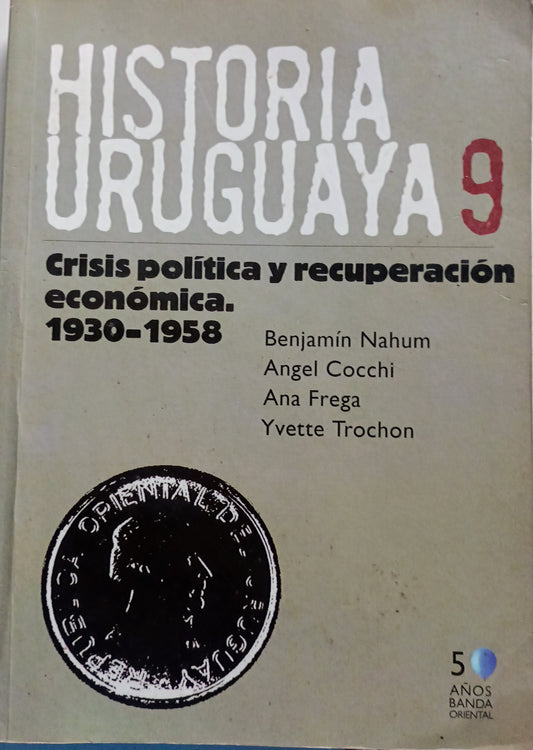 HISTORIA
URUGUAYA 9
Crisis política y recuperación
económica.
1930-1958
Benjamín Nahum
Angel Cocchi
Ana Frega
Yvette Trochon
REPUBLICA ORIENTAL DEL URUGUAY
50
AÑOS
BANDA
ORIENTAL